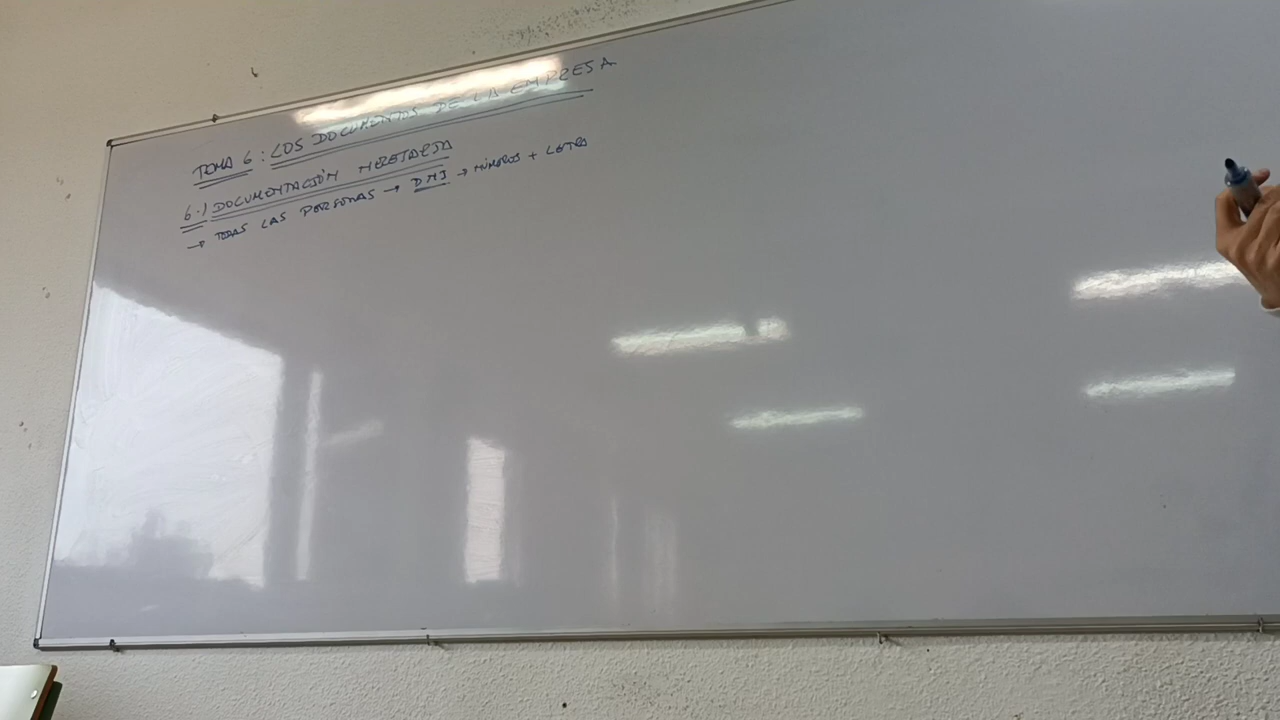 TEMA 6: LOS DOCUMENTOS DE LA EMPRESA
6.1 DOCUMENTACIÓN MERCANTIL
→ TODAS LAS PERSONAS → DNI → NÚMEROS + LETRA